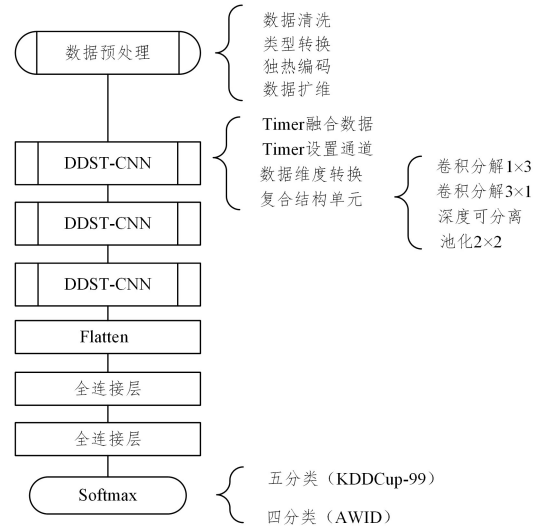 数据预处理
数据清洗
类型转换
独热编码
数据扩维
DDST-CNN
Timer融合数据
Timer设置通道
数据维度转换
复合结构单元
卷积分解1×3
卷积分解3×1
深度可分离
池化2×2
DDST-CNN
DDST-CNN
Flatten
全连接层
全连接层
Softmax
五分类（KDDCup-99）
四分类（AWID）